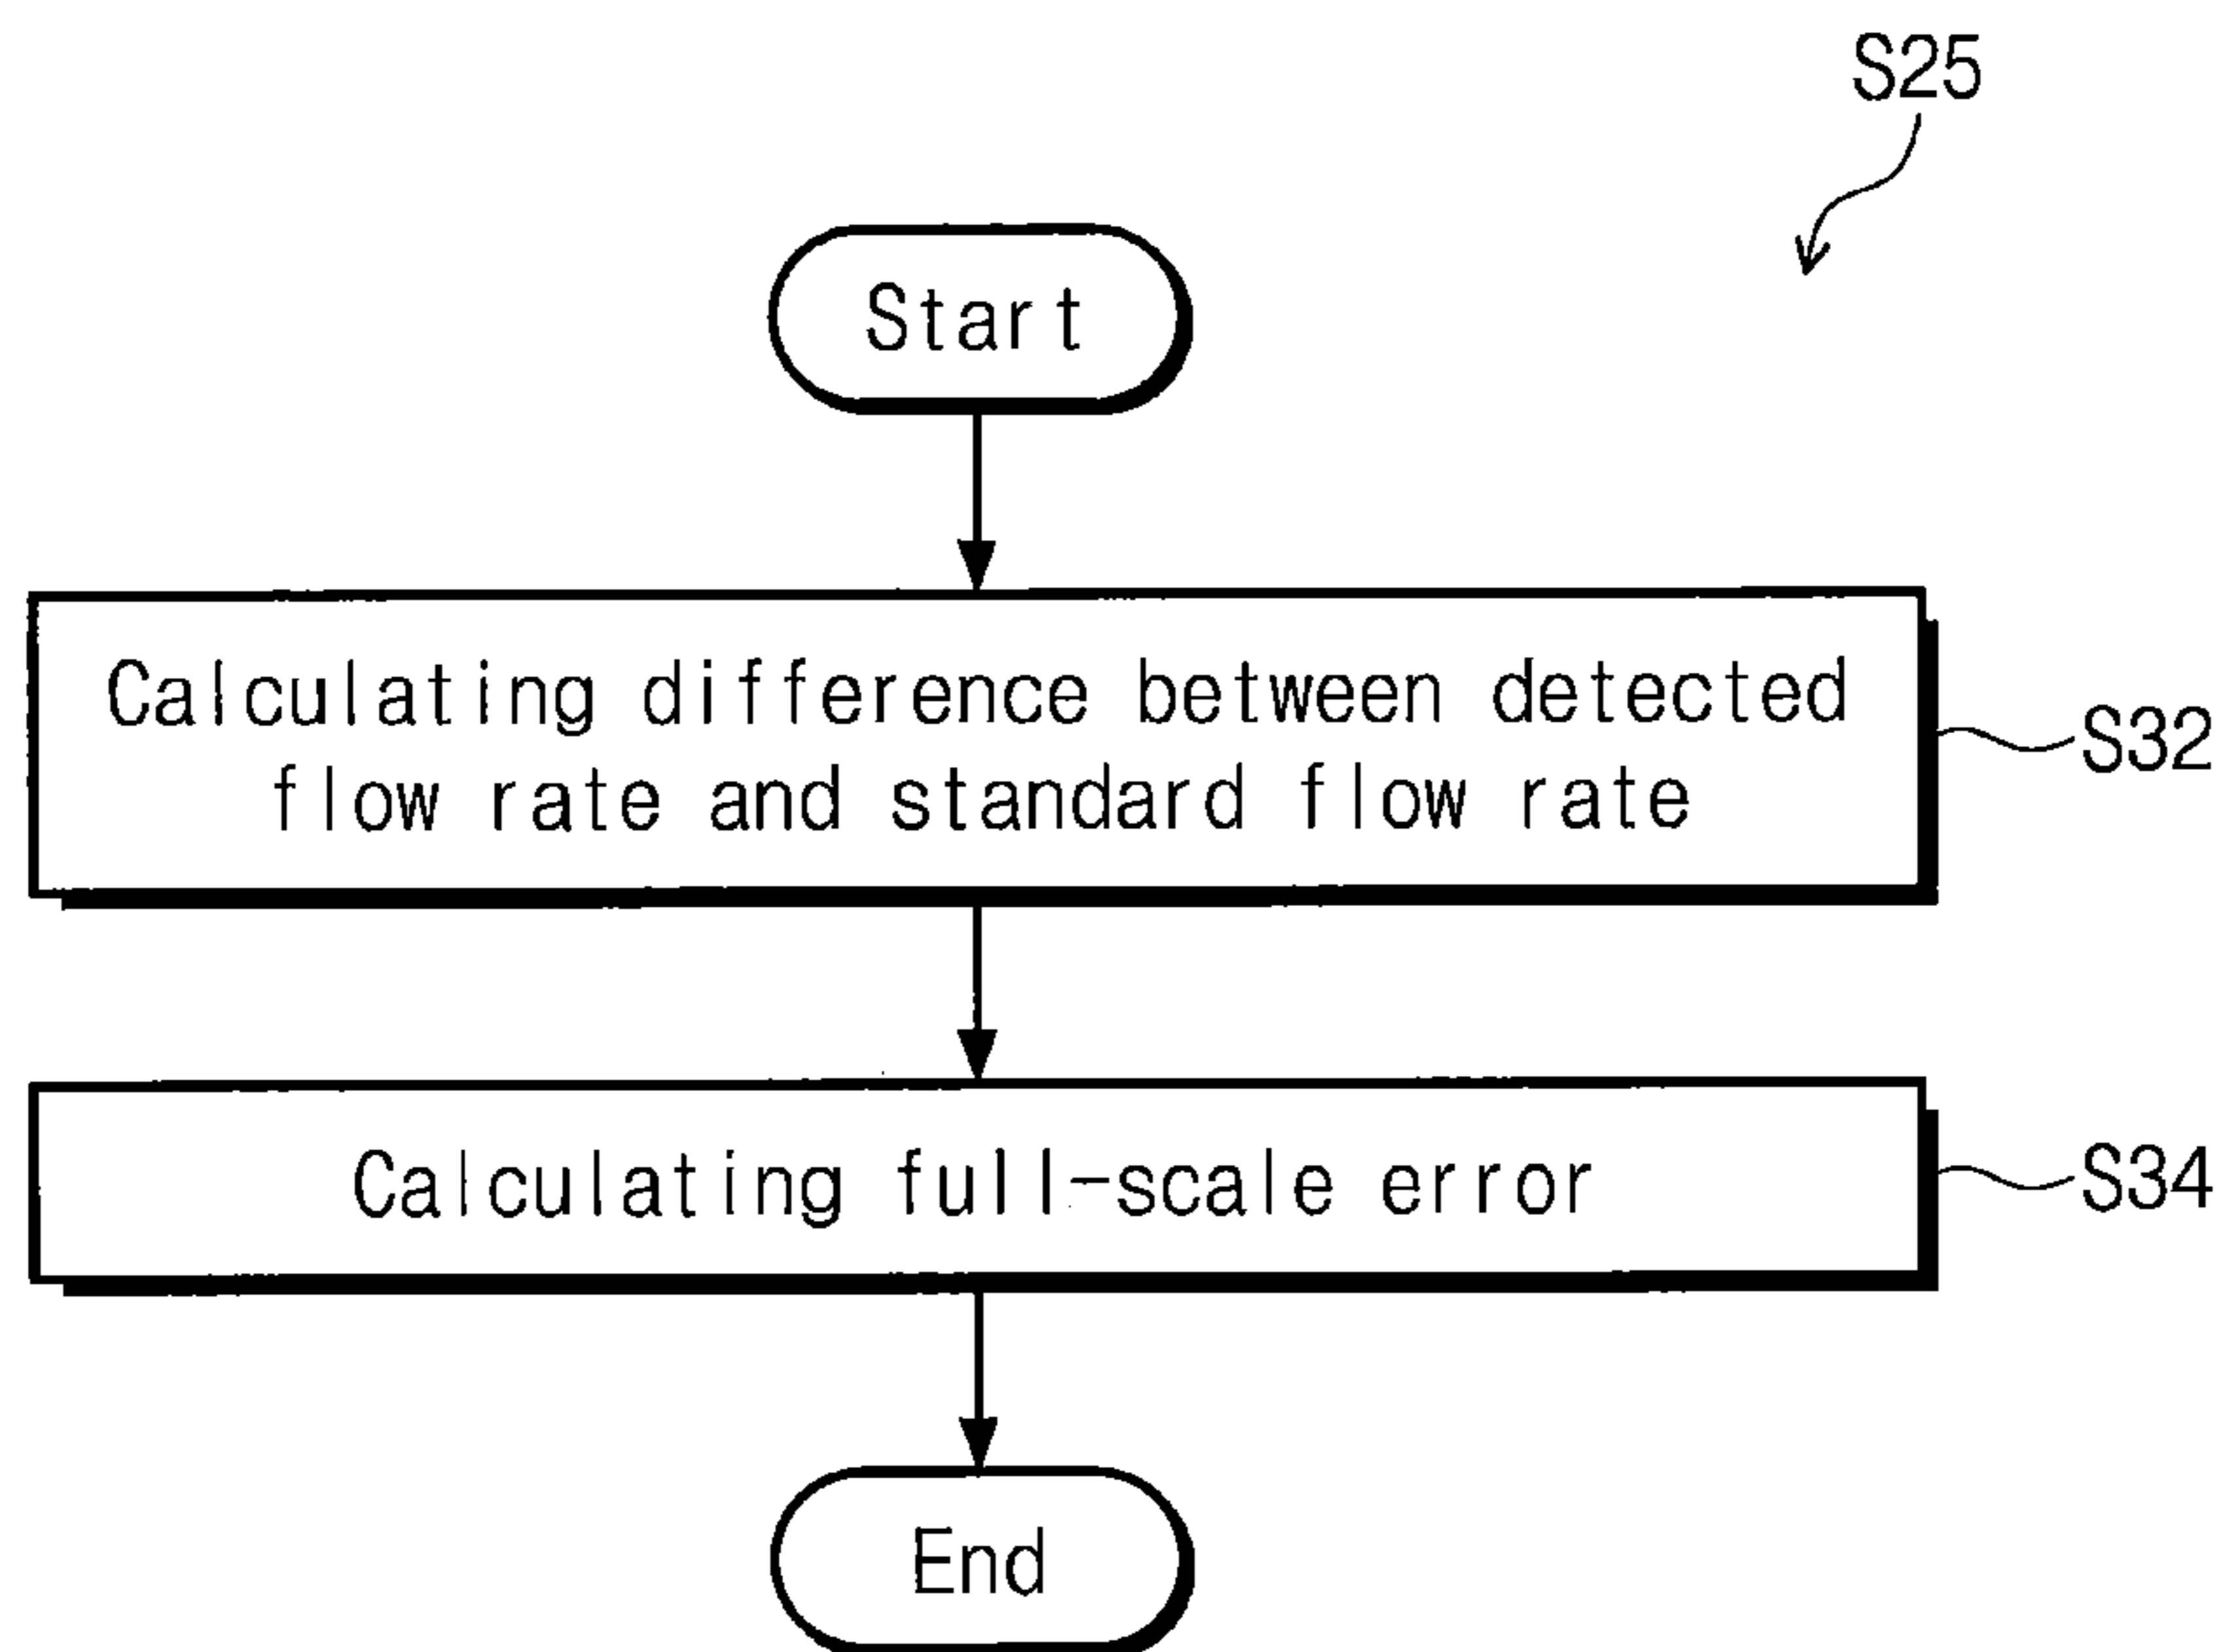 S25
Start
Calculating difference between detected
flow rate and standard flow rate
S32
Calculating full-scale error
S34
End